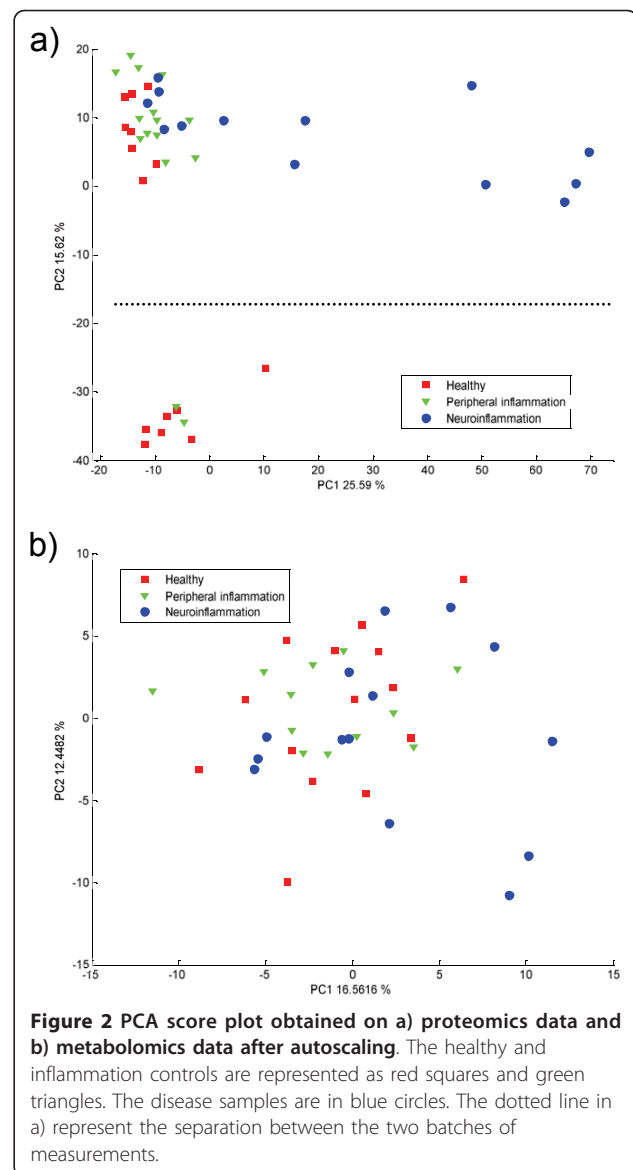 a)
20
10
0
-10
-20
-30
-40
PC2 15.62 %
Healthy
Peripheral inflammation
Neuroinflammation
-20 -10 0 10 20 30 40 50 60 70
PC1 25.59 %
b)
10
5
0
-5
-10
-15
PC2 12.4482 %
Healthy
Peripheral inflammation
Neuroinflammation
-15 -10 -5 0 5 10 15
PC1 16.5616 %
Figure 2 PCA score plot obtained on a) proteomics data and
b) metabolomics data after autoscaling. The healthy and
inflammation controls are represented as red squares and green
triangles. The disease samples are in blue circles. The dotted line in
a) represent the separation between the two batches of
measurements.